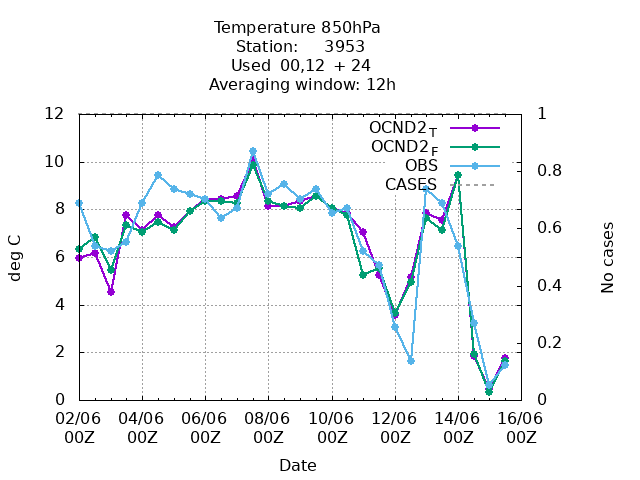 Temperature 850hPa
Station: 3953
Used 00,12 + 24
Averaging window: 12h
12 1
OCND2T
OCND2F
10 OBS 0.8
CASES
8
0.6
6
deg C No cases
0.4
4
2 0.2
0 0
02/06 04/06 06/06 08/06 10/06 12/06 14/06 16/06
00Z 00Z 00Z 00Z 00Z 00Z 00Z 00Z
Date